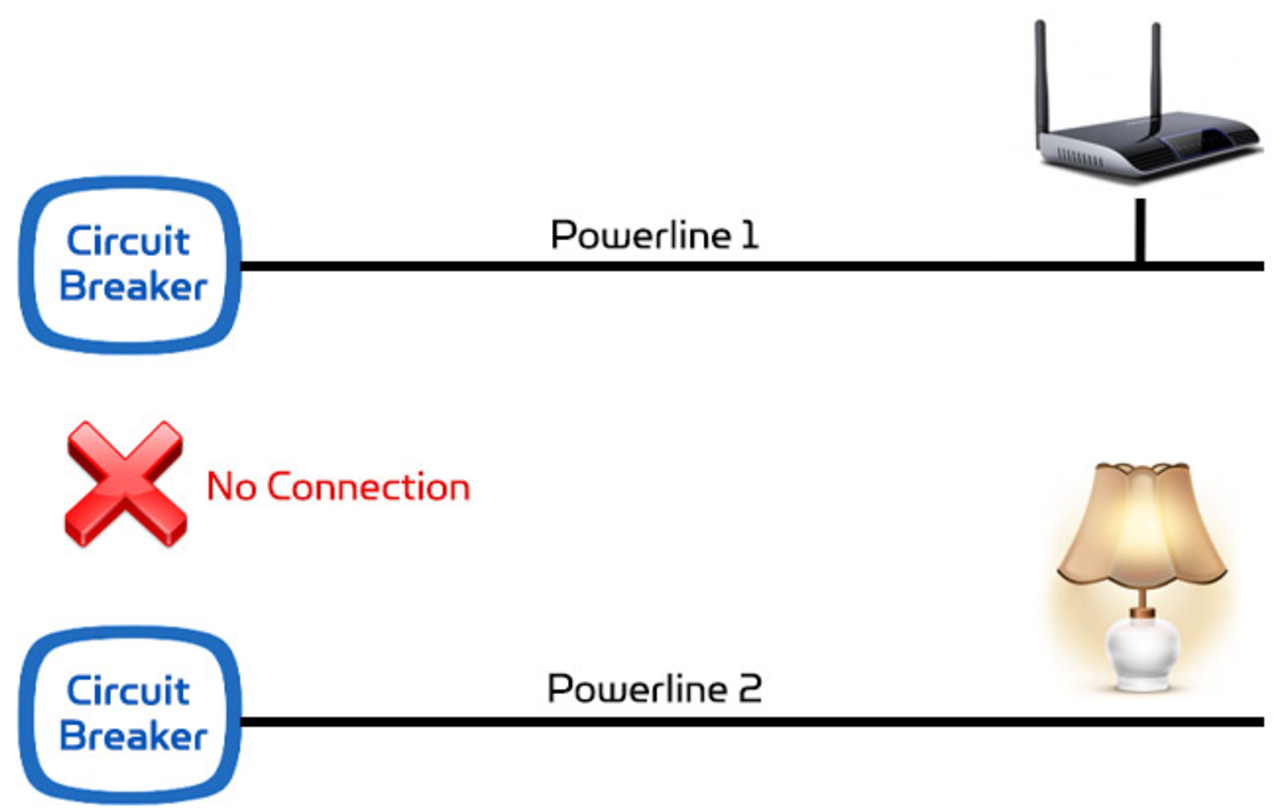 Circuit
Breaker
Powerline 1
No Connection
Circuit
Breaker
Powerline 2